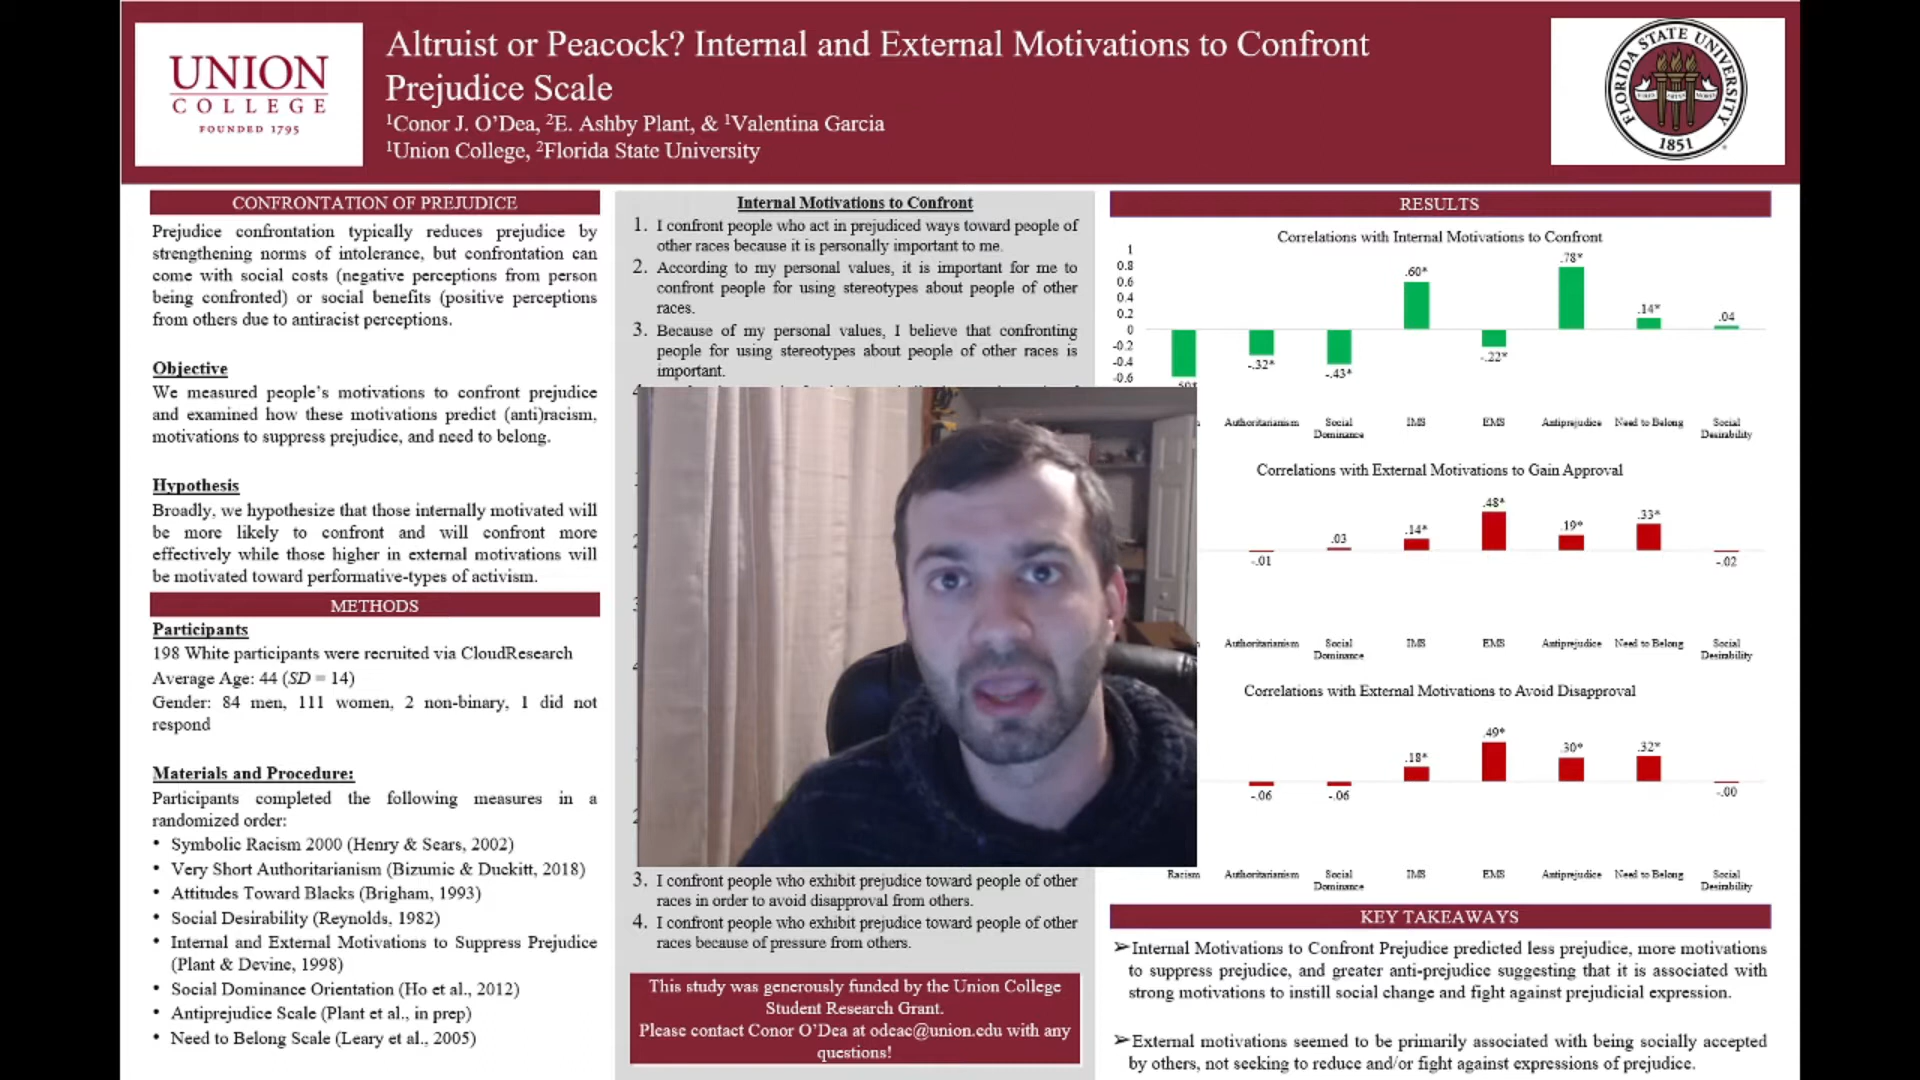 UNION
COLLEGE
FOUNDED 1795
Altruist or Peacock? Internal and External Motivations to Confront
Prejudice Scale
¹Conor J. O'Dea, ²E. Ashby Plant, & ¹Valentina Garcia
¹Union College, ²Florida State University
FLORIDA STATE UNIVERSITY
1851
CONFRONTATION OF PREJUDICE
Prejudice confrontation typically reduces prejudice by
strengthening norms of intolerance, but confrontation can
come with social costs (negative perceptions from person
being confronted) or social benefits (positive perceptions
from others due to antiracist perceptions.
Objective
We measured people's motivations to confront prejudice
and examined how these motivations predict (anti)racism,
motivations to suppress prejudice, and need to belong.
Hypothesis
Broadly, we hypothesize that those internally motivated will
be more likely to confront and will confront more
effectively while those higher in external motivations will
be motivated toward performative-types of activism.
METHODS
Participants
198 White participants were recruited via CloudResearch
Average Age: 44 (SD = 14)
Gender: 84 men, 111 women, 2 non-binary, 1 did not
respond
Materials and Procedure:
Participants completed the following measures in a
randomized order:
• Symbolic Racism 2000 (Henry & Sears, 2002)
• Very Short Authoritarianism (Bizumic & Duckitt, 2018)
• Attitudes Toward Blacks (Brigham, 1993)
• Social Desirability (Reynolds, 1982)
• Internal and External Motivations to Suppress Prejudice
(Plant & Devine, 1998)
• Social Dominance Orientation (Ho et al., 2012)
• Antiprejudice Scale (Plant et al., in prep)
• Need to Belong Scale (Leary et al., 2005)
Internal Motivations to Confront
1. I confront people who act in prejudiced ways toward people of
other races because it is personally important to me.
2. According to my personal values, it is important for me to
confront people for using stereotypes about people of other
races.
3. Because of my personal values, I believe that confronting
people for using stereotypes about people of other races is
important.
3. I confront people who exhibit prejudice toward people of other
races in order to avoid disapproval from others.
4. I confront people who exhibit prejudice toward people of other
races because of pressure from others.
This study was generously funded by the Union College
Student Research Grant.
Please contact Conor O'Dea at odeac@union.edu with any
questions!
RESULTS
Correlations with Internal Motivations to Confront
1
0.8
0.6
0.4
0.2
0
-0.2
-0.4
-0.6
-.32*
-.43*
.60*
-.22*
.78*
.14*
.04
Authoritarianism
Social
Dominance
IMS
EMS
Antiprejudice
Need to Belong
Social
Desirability
Correlations with External Motivations to Gain Approval
-.01
.03
.14*
.48*
.19*
.33*
-.02
Authoritarianism
Social
Dominance
IMS
EMS
Antiprejudice
Need to Belong
Social
Desirability
Correlations with External Motivations to Avoid Disapproval
-.06
-.06
.18*
.49*
.30*
.32*
-.00
Racism
Authoritarianism
Social
Dominance
IMS
EMS
Antiprejudice
Need to Belong
Social
Desirability
KEY TAKEAWAYS
➢Internal Motivations to Confront Prejudice predicted less prejudice, more motivations
to suppress prejudice, and greater anti-prejudice suggesting that it is associated with
strong motivations to instill social change and fight against prejudicial expression.
➢External motivations seemed to be primarily associated with being socially accepted
by others, not seeking to reduce and/or fight against expressions of prejudice.